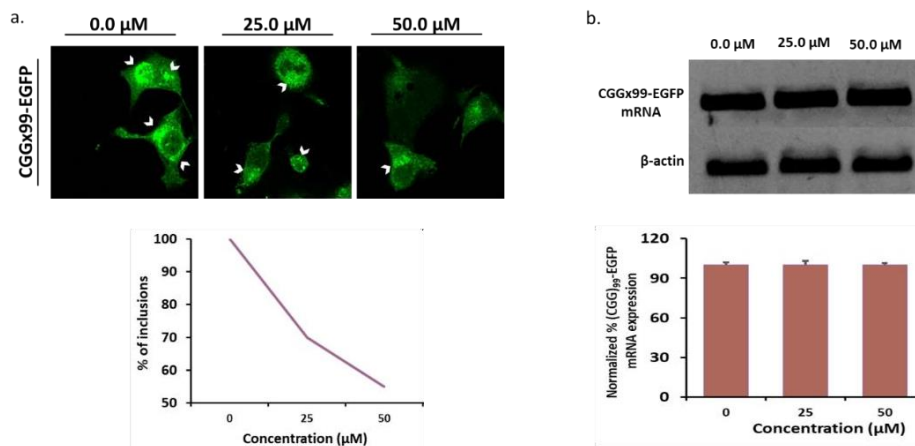 a.
0.0 μM 25.0 μM 50.0 μM
CGGx99-EGFP
100
90
80
70
60
50
% of inclusions
0 25 50
Concentration (μM)
b.
0.0 μM 25.0 μM 50.0 μM
CGGx99-EGFP
mRNA
β-actin
120
90
60
30
0
Normalized % (CGG)99-EGFP
mRNA expression
0 25 50
Concentration (μM)